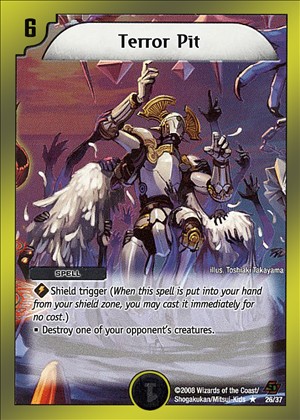 6
Terror Pit
illus. Toshiaki Takayama
SPELL
Shield trigger (When this spell is put into your hand
from your shield zone, you may cast it immediately for
no cost.)
■ Destroy one of your opponent's creatures.
©2008 Wizards of the Coast/
Shogakukan/Mitsui-Kids ★ 26/37